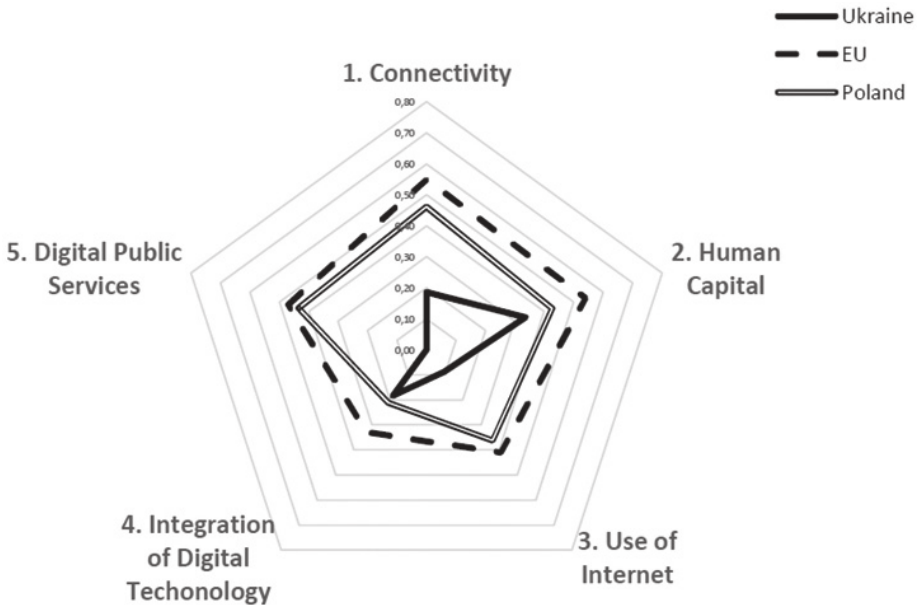 Ukraine
EU
Poland
1. Connectivity
0,80
0,70
0,60
0,50
0,40
0,30
0,20
0,10
0,00
2. Human
Capital
3. Use of
Internet
4. Integration
of Digital
Techonology
5. Digital Public
Services